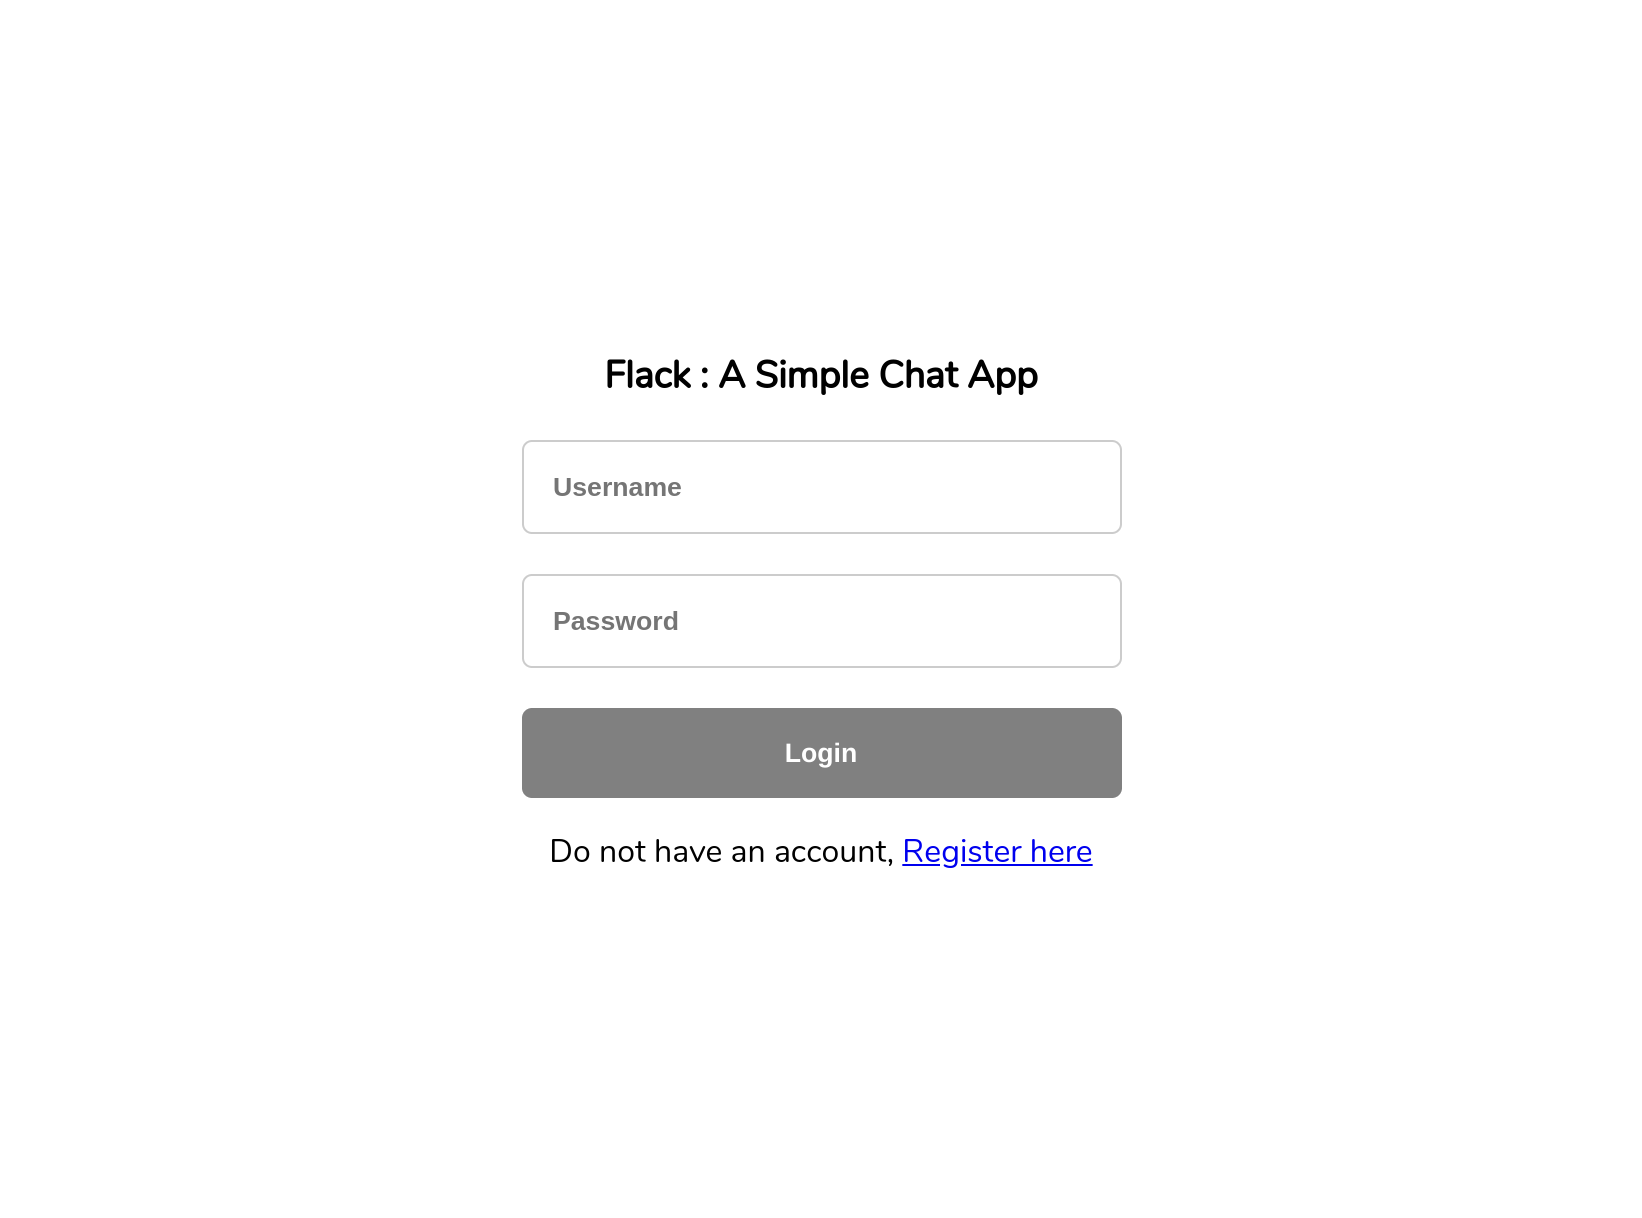 Flack : A Simple Chat App
Username
Password
Login
Do not have an account, Register here